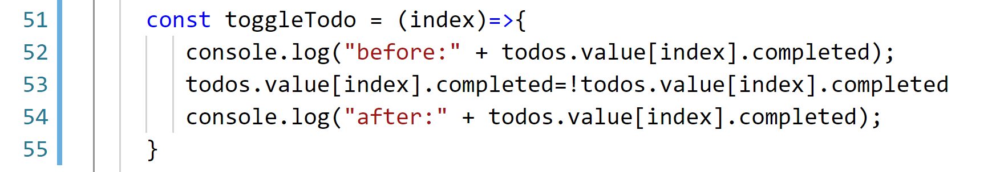 51 const toggleTodo = (index)=>{
52 console.log("before:" + todos.value[index].completed);
53 todos.value[index].completed=!todos.value[index].completed
54 console.log("after:" + todos.value[index].completed);
55 }